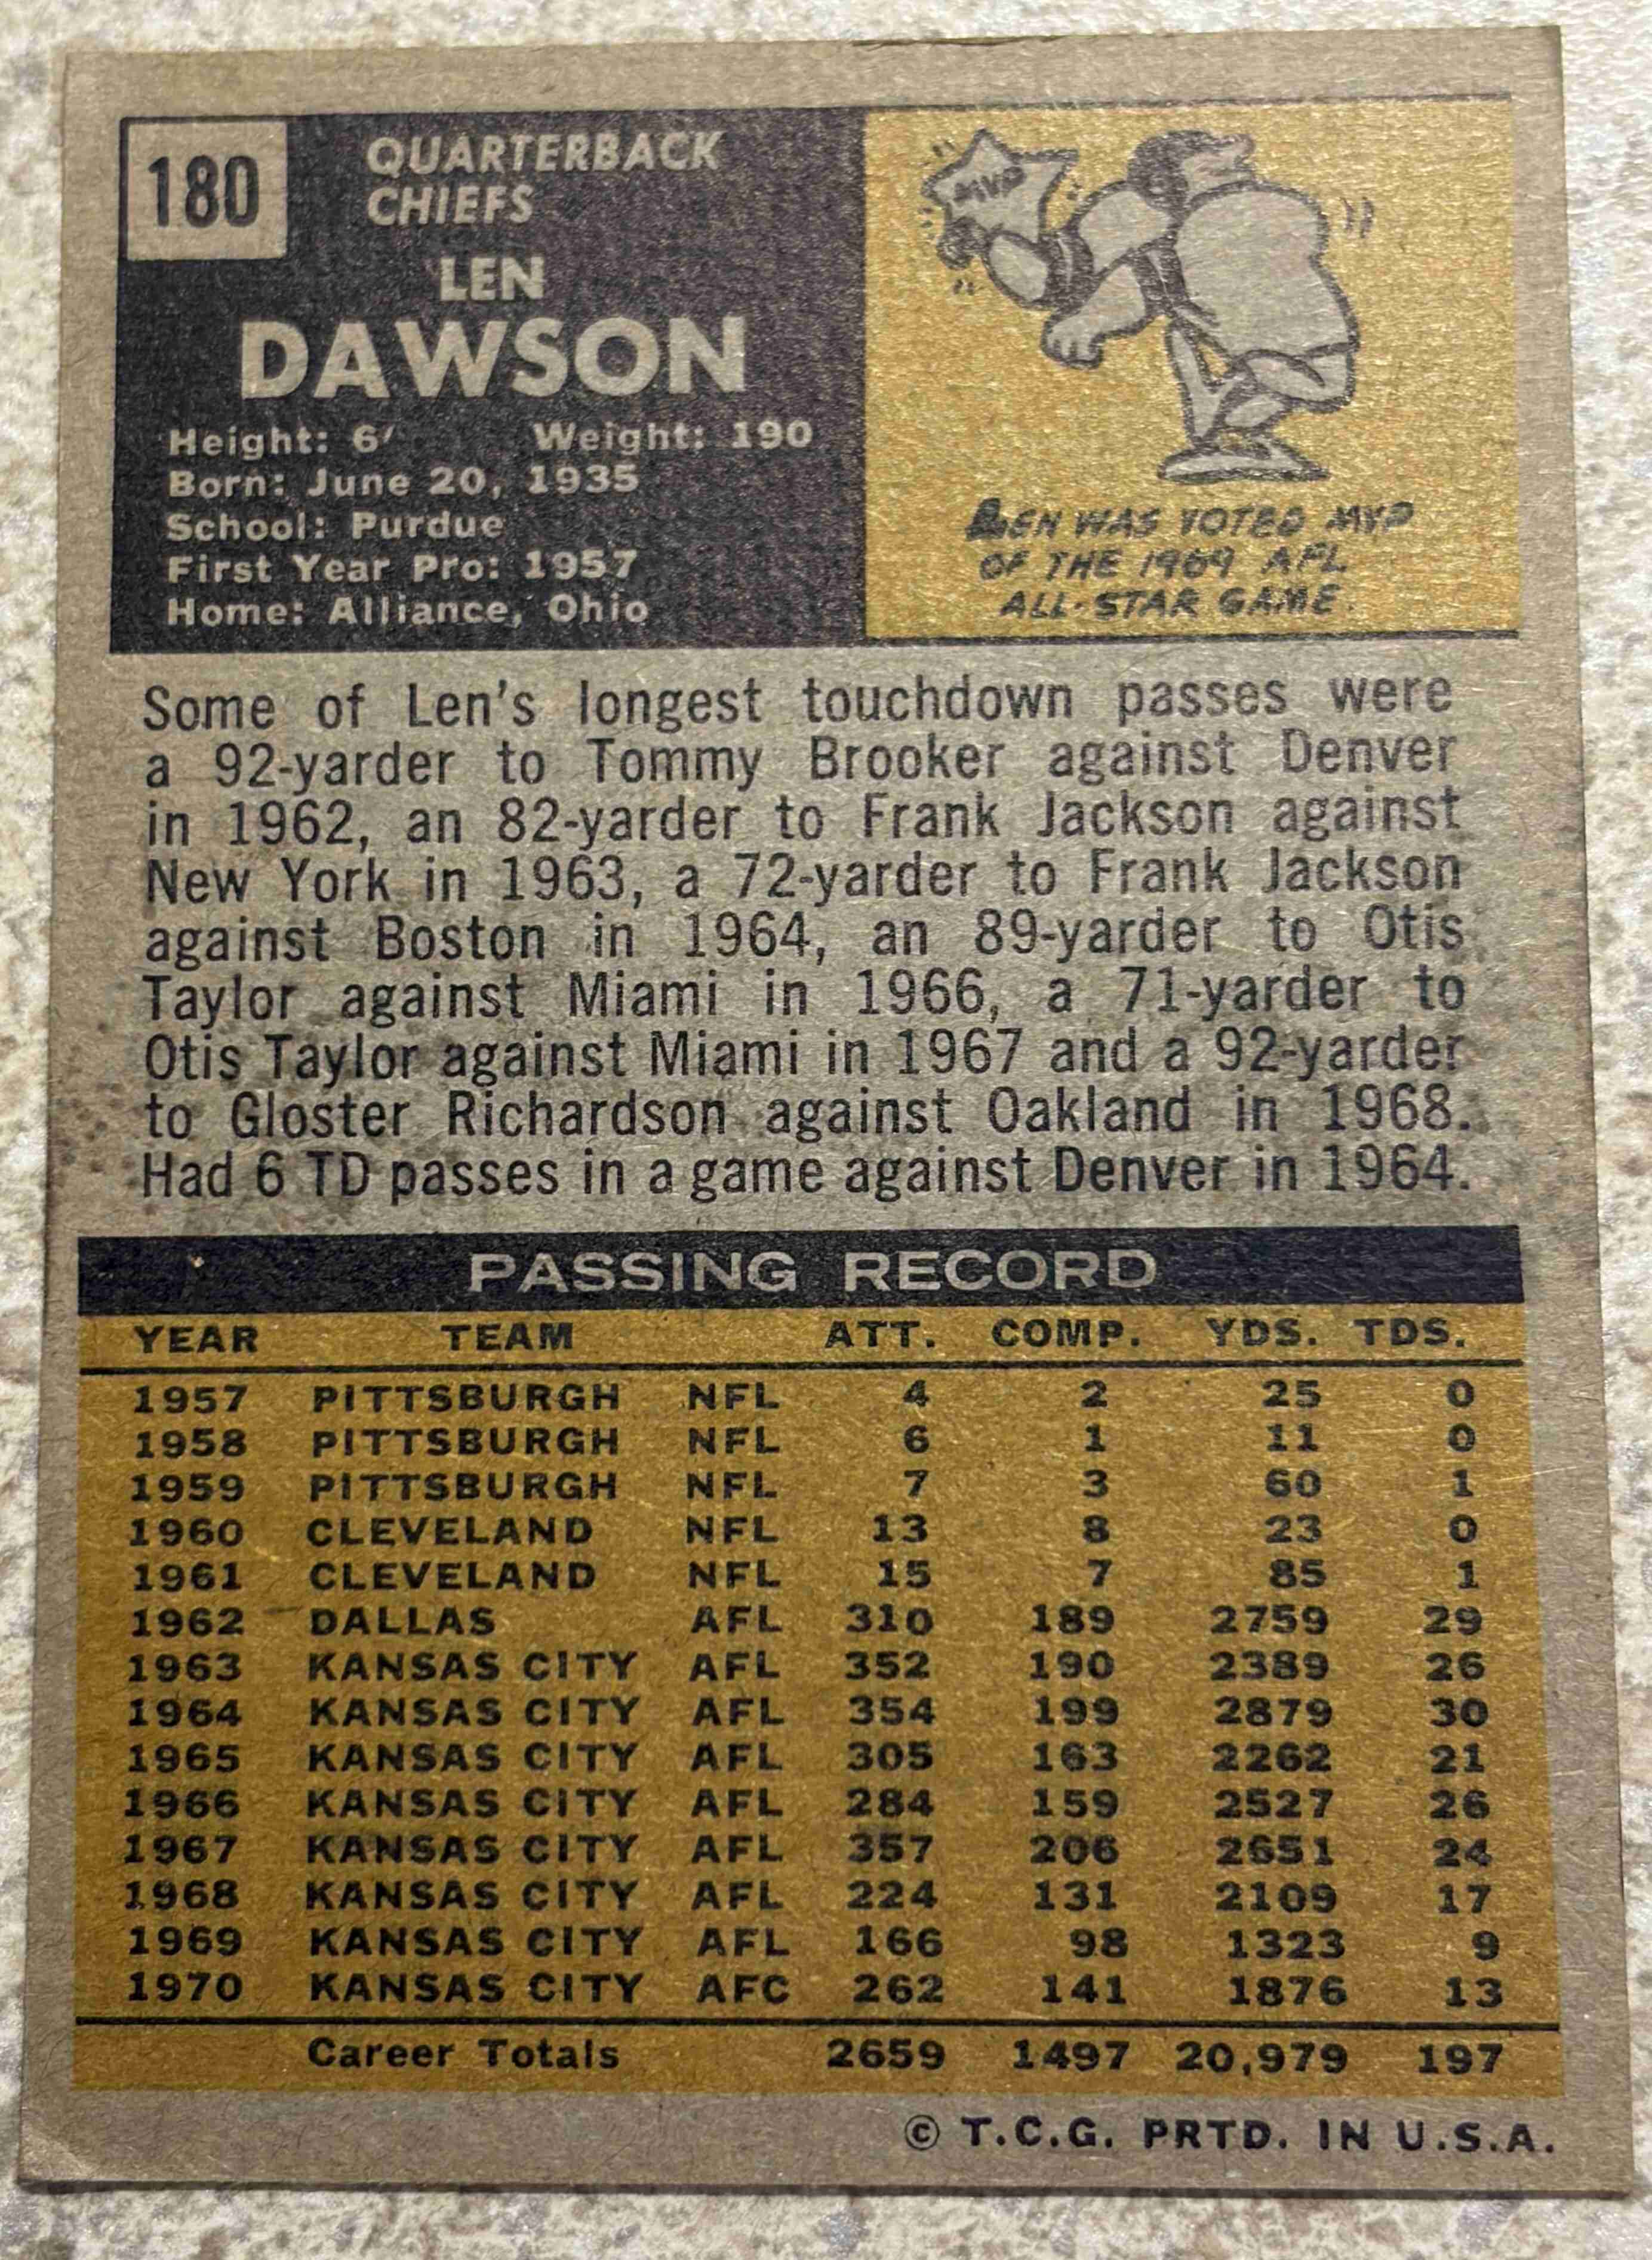 180
QUARTERBACK
CHIEFS
LEN
DAWSON
Height: 6' Weight: 190
Born: June 20, 1935
School: Purdue
First Year Pro: 1957
Home: Alliance, Ohio
MVP
LEN WAS VOTED MVP
OF THE 1969 AFL
ALL-STAR GAME.
Some of Len's longest touchdown passes were
a 92-yarder to Tommy Brooker against Denver
in 1962, an 82-yarder to Frank Jackson against
New York in 1963, a 72-yarder to Frank Jackson
against Boston in 1964, an 89-yarder to Otis
Taylor against Miami in 1966, a 71-yarder to
Otis Taylor against Miami in 1967 and a 92-yarder
to Gloster Richardson against Oakland in 1968.
Had 6 TD passes in a game against Denver in 1964.
PASSING RECORD
YEAR TEAM ATT. COMP. YDS. TDS.
1957 PITTSBURGH NFL 4 2 25 0
1958 PITTSBURGH NFL 6 1 11 0
1959 PITTSBURGH NFL 7 3 60 1
1960 CLEVELAND NFL 13 8 23 0
1961 CLEVELAND NFL 15 7 85 1
1962 DALLAS AFL 310 189 2759 29
1963 KANSAS CITY AFL 352 190 2389 26
1964 KANSAS CITY AFL 354 199 2879 30
1965 KANSAS CITY AFL 305 163 2262 21
1966 KANSAS CITY AFL 284 159 2527 26
1967 KANSAS CITY AFL 357 206 2651 24
1968 KANSAS CITY AFL 224 131 2109 17
1969 KANSAS CITY AFL 166 98 1323 9
1970 KANSAS CITY AFC 262 141 1876 13
Career Totals 2659 1497 20,979 197
© T.C.G. PRTD. IN U.S.A.